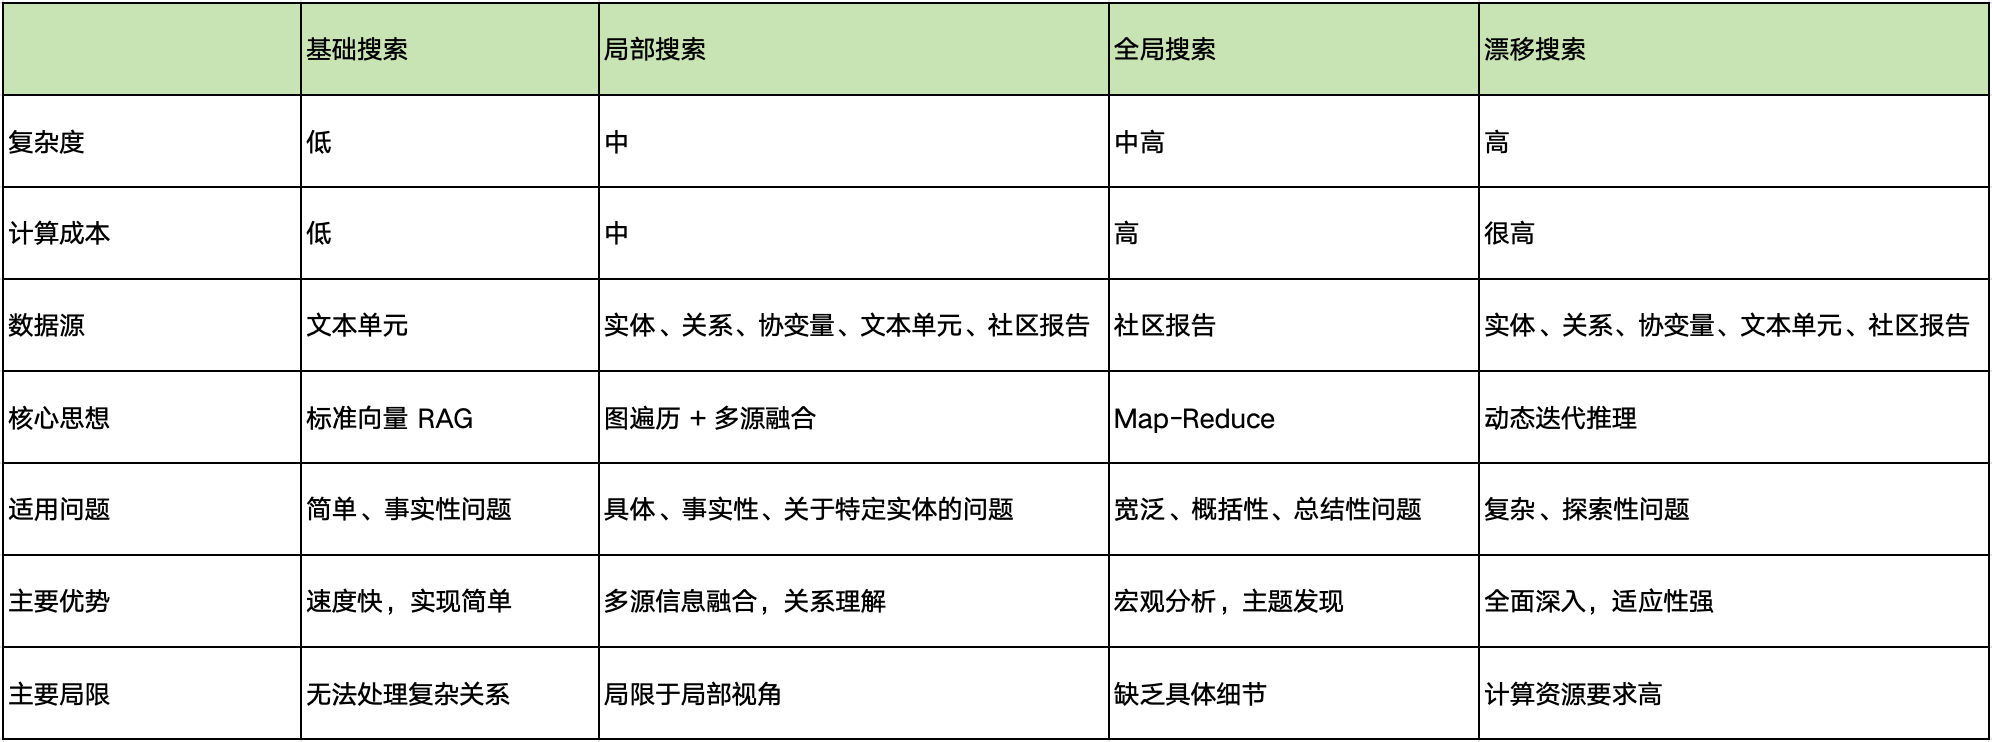 基础搜索 局部搜索 全局搜索 漂移搜索
复杂度 低 中 中高 高
计算成本 低 中 高 很高
数据源 文本单元 实体、关系、协变量、文本单元、社区报告 社区报告 实体、关系、协变量、文本单元、社区报告
核心思想 标准向量 RAG 图遍历 + 多源融合 Map-Reduce 动态迭代推理
适用问题 简单、事实性问题 具体、事实性、关于特定实体的问题 宽泛、概括性、总结性问题 复杂、探索性问题
主要优势 速度快，实现简单 多源信息融合，关系理解 宏观分析，主题发现 全面深入，适应性强
主要局限 无法处理复杂关系 局限于局部视角 缺乏具体细节 计算资源要求高